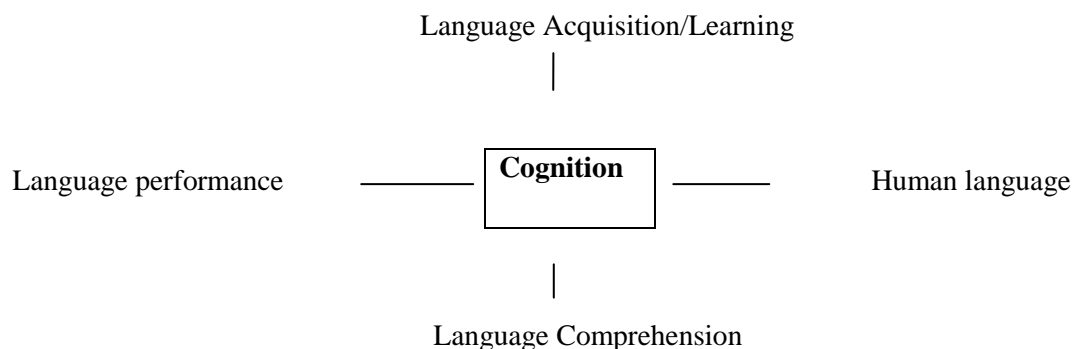 Language Acquisition/Learning
Language performance
Cognition
Human language
Language Comprehension